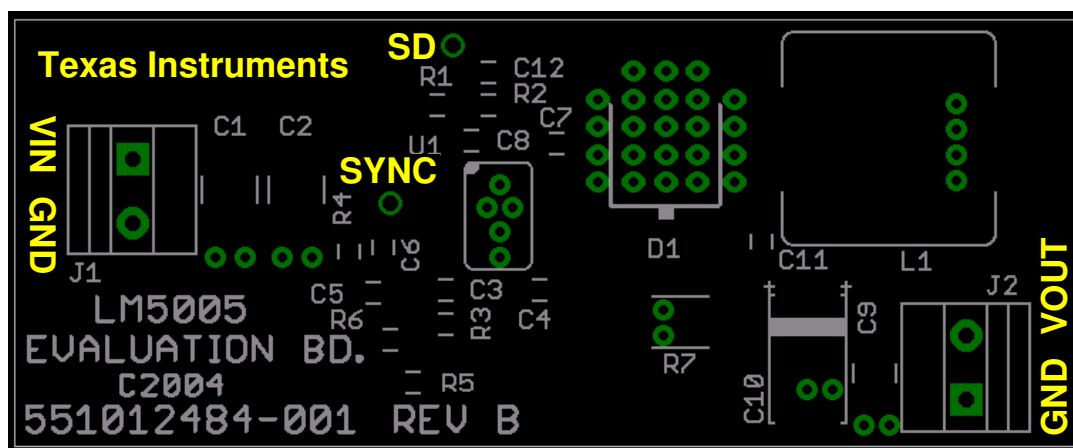 Texas Instruments
SD
R1
C12
R2
C7
C1
C2
U1
C8
VIN
SYNC
GND
R4
D1
C11
L1
J1
C6
C5
C3
J2
VOUT
R6
R3
C4
C9
LM5005
EVALUATION BD.
R7
C2004
R5
C10
GND
551012484-001 REV B